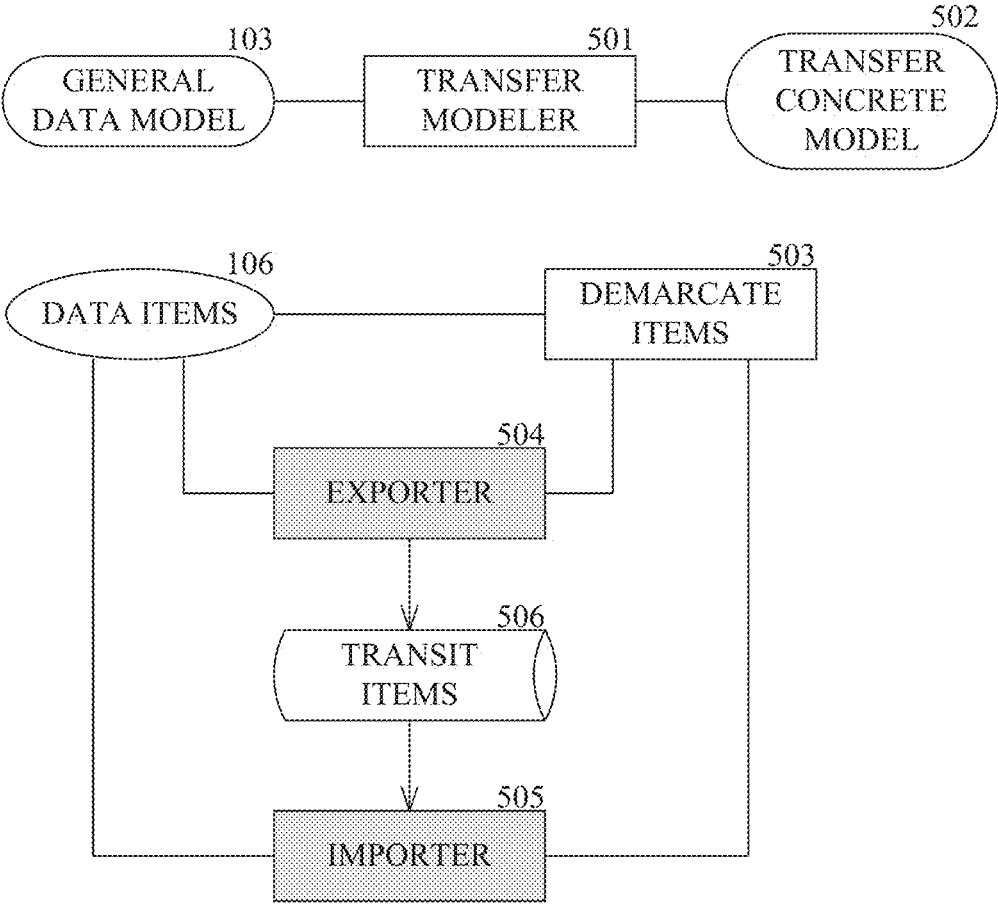 103
GENERAL
DATA MODEL
501
TRANSFER
MODELER
502
TRANSFER
CONCRETE
MODEL
106
DATA ITEMS
503
DEMARCATE
ITEMS
504
EXPORTER
506
TRANSIT
ITEMS
505
IMPORTER